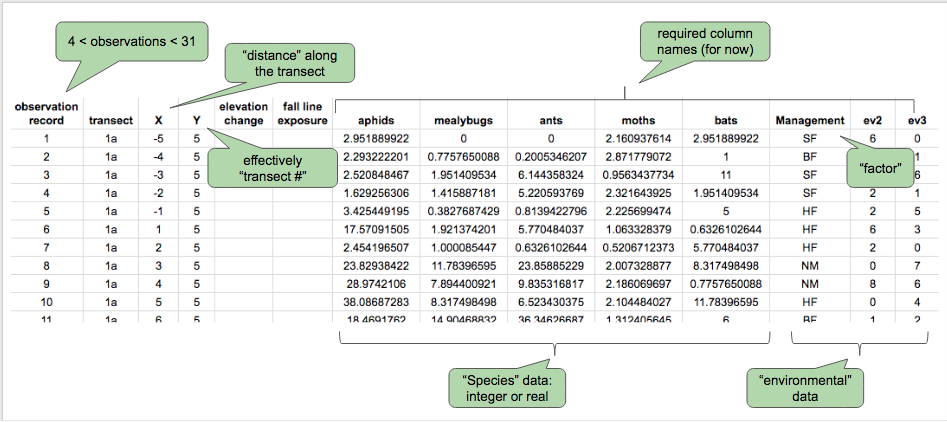 4 < observations < 31
"distance" along
the transect
required column
names (for now)
observation record transect X Y elevation change fall line exposure aphids mealybugs ants moths bats Management ev2 ev3
1 1a -5 5 2.951889922 0 0 2.160937614 2.951889922 SF 6 0
2 1a -4 5 2.293222201 0.7757650088 0.2005346207 2.871779072 1 BF 1
3 1a -3 5 2.520848467 1.951409534 6.144358324 0.9563437734 11 SF 6
4 1a -2 5 1.629256306 1.415887181 5.220593769 2.321643925 1.951409534 SF 2 1
5 1a -1 5 3.425449195 0.3827687429 0.8139422796 2.225699474 5 HF 2 5
6 1a 1 5 17.57091505 1.921374201 5.770484037 1.063328379 0.6326102644 HF 6 3
7 1a 2 5 2.454196507 1.000085447 0.6326102644 0.5206712373 5.770484037 HF 2 0
8 1a 3 5 23.82938422 11.78396595 23.85885229 2.007328877 8.317498498 NM 0 7
9 1a 4 5 28.9742106 7.894400921 9.835316817 2.186069697 0.7757650088 NM 8 6
10 1a 5 5 38.08687283 8.317498498 6.523430375 2.104484027 11.78396595 HF 0 4
11 1a 6 5 18.4691762 14.90468832 36.34626687 1.312405645 6 BF 1 2
effectively
"transect #"
"factor"
"Species" data:
integer or real
"environmental"
data